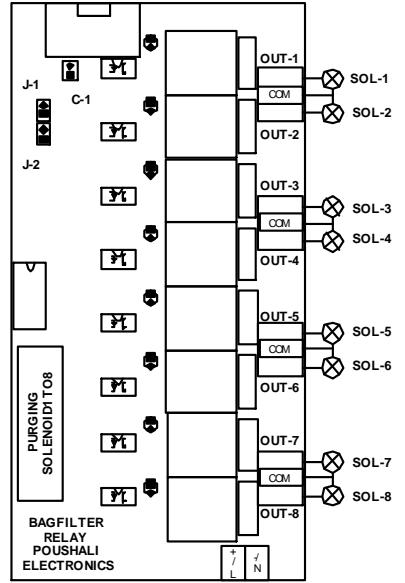 OUT-1
SOL-1
J-1
COM
C-1
SOL-2
OUT-2
J-2
OUT-3
SOL-3
COM
SOL-4
OUT-4
OUT-5
SOL-5
COM
SOL-6
OUT-6
PURGING
SOLENOID1 TO8
OUT-7
SOL-7
COM
SOL-8
OUT-8
BAGFILTER
RELAY
POUSHALI
ELECTRONICS
+/L
-/N